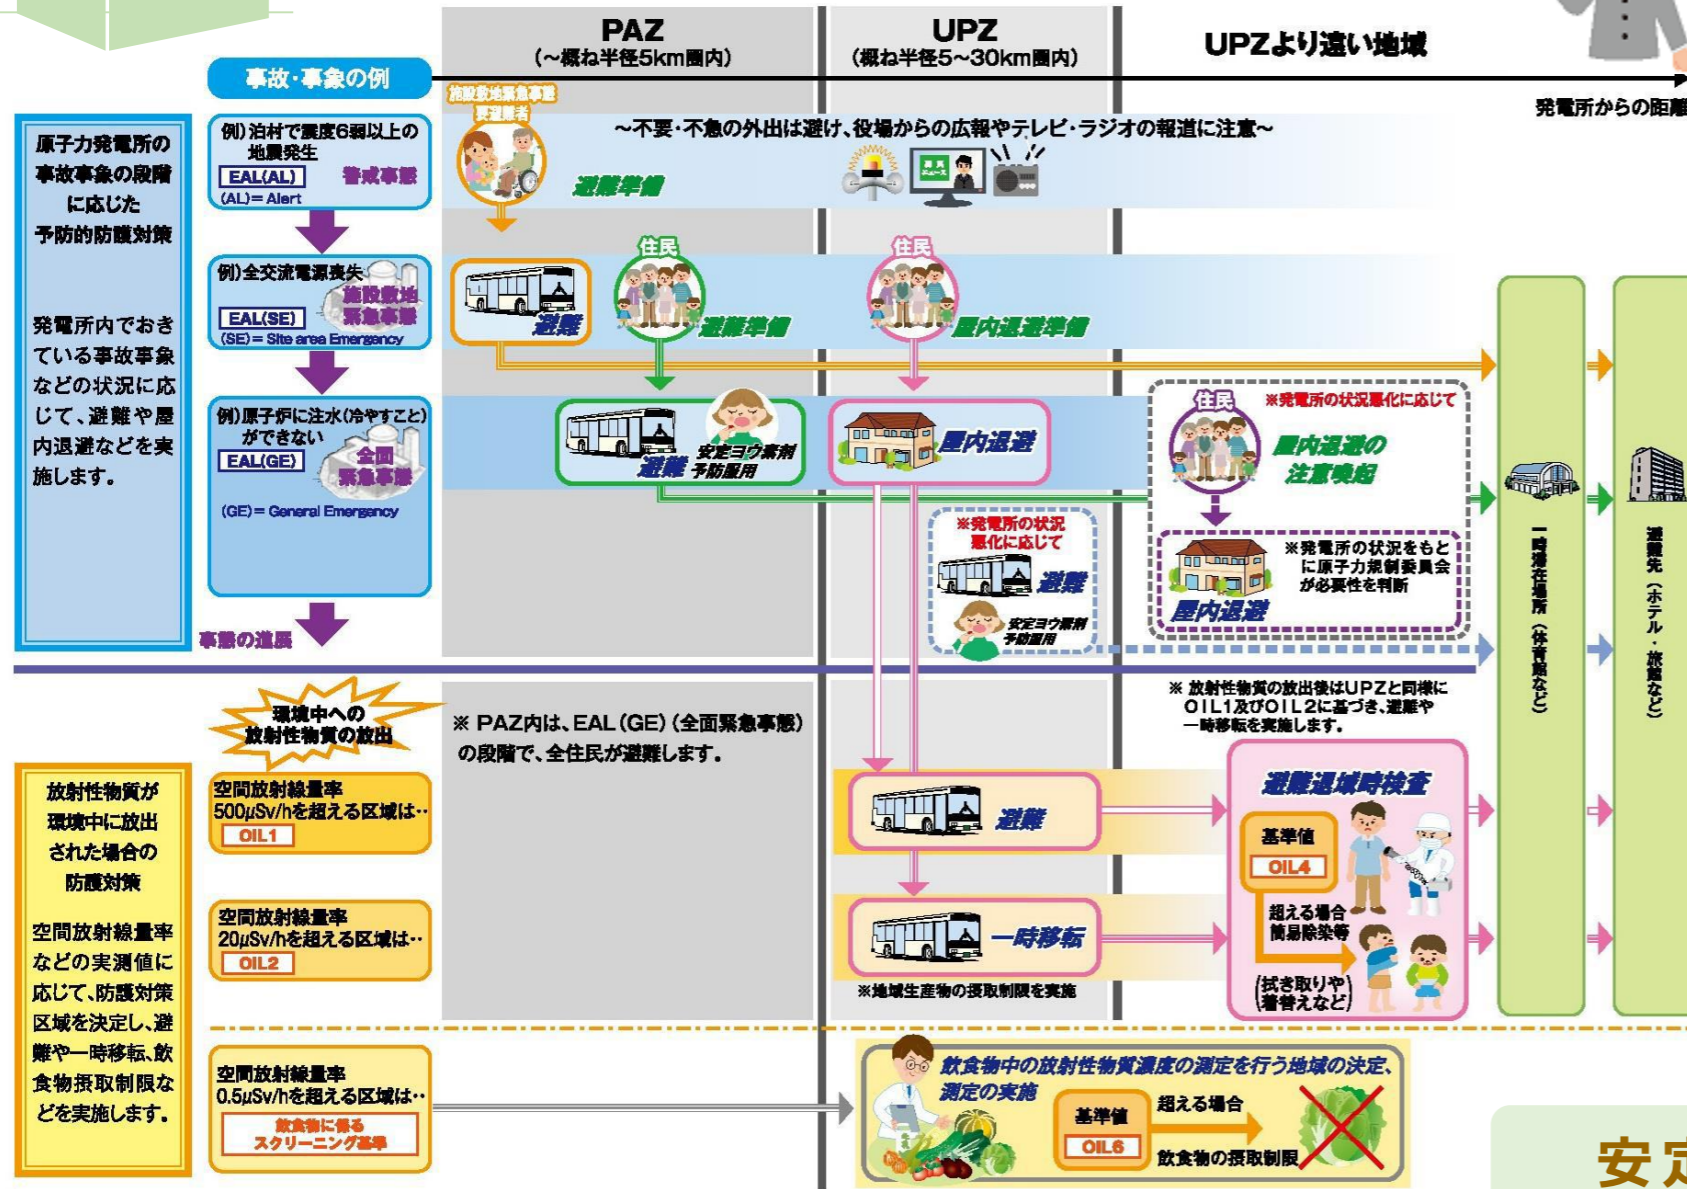 PAZ
(～概ね半径5km圏内)
UPZ
(概ね半径5～30km圏内)
UPZより遠い地域
発電所からの距離
事故・事象の例
原子力発電所の
事故事象の段階
に応じた
予防的防護対策
発電所内でおき
ている事故事象
などの状況に応
じて、避難や屋
内退避などを実
施します。
例)泊村で震度6弱以上の
地震発生
EAL(AL)
警戒事態
(AL)= Alert
施設敷地緊急事態
要避難者
～不要・不急の外出は避け、役場からの広報やテレビ・ラジオの報道に注意～
避難準備
例)全交流電源喪失
施設敷地
緊急事態
EAL(SE)
(SE)= Site area Emergency
避難
住民
避難準備
住民
屋内退避準備
例)原子炉に注水(冷やすこと)
ができない
EAL(GE)
全面
緊急事態
(GE)= General Emergency
避難
安定ヨウ素剤
予防服用
屋内退避
住民
※発電所の状況悪化に応じて
屋内退避の
注意喚起
※発電所の状況をもと
に原子力規制委員会
が必要性を判断
屋内退避
※発電所の状況
悪化に応じて
避難
安定ヨウ素剤
予防服用
事態の進展
一時滞在場所（体育館など）
避難先（ホテル・旅館など）
環境中への
放射性物質の放出
※ PAZ内は、EAL(GE)(全面緊急事態)
の段階で、全住民が避難します。
※ 放射性物質の放出後はUPZと同様に
OIL1及びOIL2に基づき、避難や
一時移転を実施します。
放射性物質が
環境中に放出
された場合の
防護対策
空間放射線量率
などの実測値に
応じて、防護対策
区域を決定し、避
難や一時移転、飲
食物摂取制限な
どを実施します。
空間放射線量率
500μSv/hを超える区域は‥
OIL1
避難
空間放射線量率
20μSv/hを超える区域は‥
OIL2
一時移転
※地域生産物の摂取制限を実施
避難退域時検査
基準値
OIL4
超える場合
簡易除染等
(拭き取りや
着替えなど)
空間放射線量率
0.5μSv/hを超える区域は‥
飲食物に係る
スクリーニング基準
飲食物中の放射性物質濃度の測定を行う地域の決定、
測定の実施
基準値
OIL6
超える場合
飲食物の摂取制限
安定